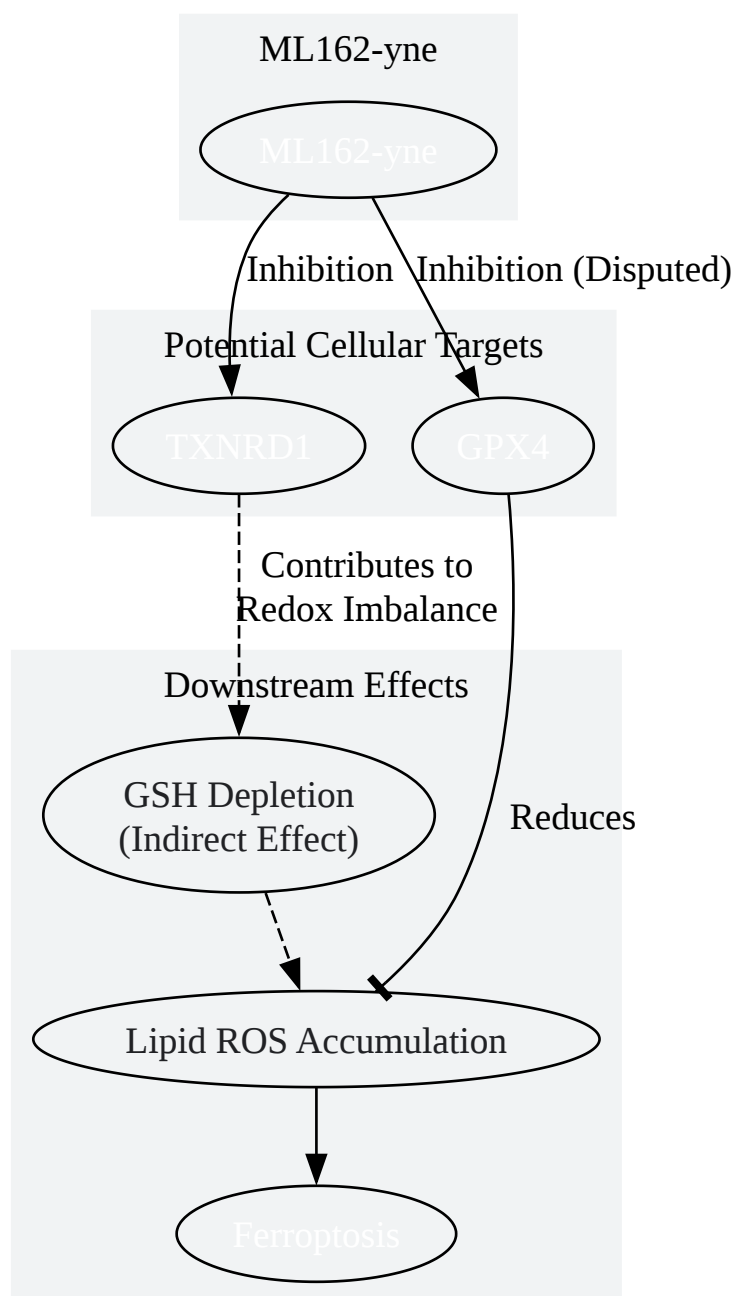 ML162-yne
ML162-yne
Inhibition
Inhibition (Disputed)
Potential Cellular Targets
TXNRD1
GPX4
Contributes to
Redox Imbalance
Downstream Effects
GSH Depletion
(Indirect Effect)
Reduces
Lipid ROS Accumulation
Ferroptosis